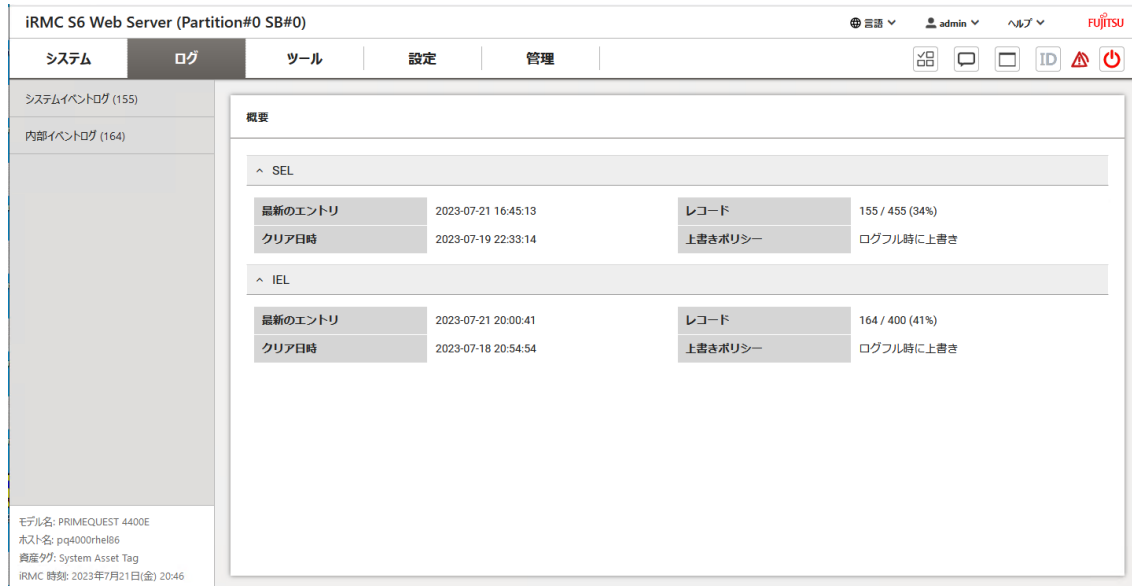 iRMC S6 Web Server (Partition#0 SB#0) 言語 admin ヘルプ FUJITSU
システム ログ ツール 設定 管理 ID
システムイベントログ (155)
内部イベントログ (164)
概要
SEL
最新のエントリ 2023-07-21 16:45:13 レコード 155 / 455 (34%)
クリア日時 2023-07-19 22:33:14 上書きポリシー ログフル時に上書き
IEL
最新のエントリ 2023-07-21 20:00:41 レコード 164 / 400 (41%)
クリア日時 2023-07-18 20:54:54 上書きポリシー ログフル時に上書き
モデル名: PRIMEQUEST 4400E
ホスト名: pq4000rhel86
資産タグ: System Asset Tag
iRMC 時刻: 2023年7月21日(金) 20:46